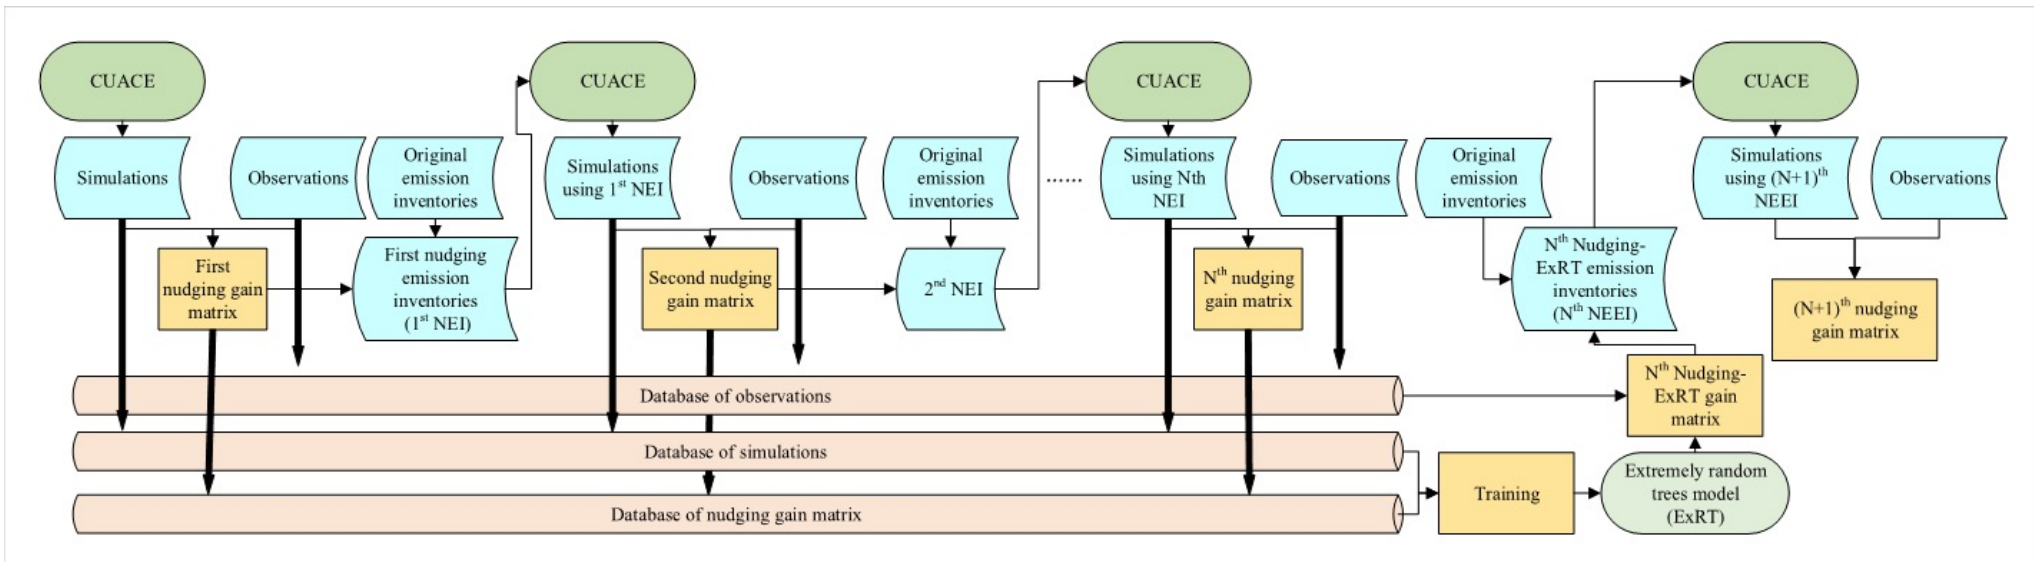 CUACE
CUACE
CUACE
CUACE
Simulations
Observations
Original
emission
inventories
Simulations
using 1st NEI
Observations
Original
emission
inventories
......
Simulations
using Nth
NEI
Observations
Original
emission
inventories
Simulations
using (N+1)th
NEEI
Observations
First
nudging gain
matrix
First nudging
emission
inventories
(1st NEI)
Second nudging
gain matrix
2nd NEI
Nth nudging
gain matrix
Nth Nudging-
ExRT emission
inventories
(Nth NEEI)
(N+1)th nudging
gain matrix
Database of observations
Nth Nudging-
ExRT gain
matrix
Database of simulations
Training
Extremely random
trees model
(ExRT)
Database of nudging gain matrix